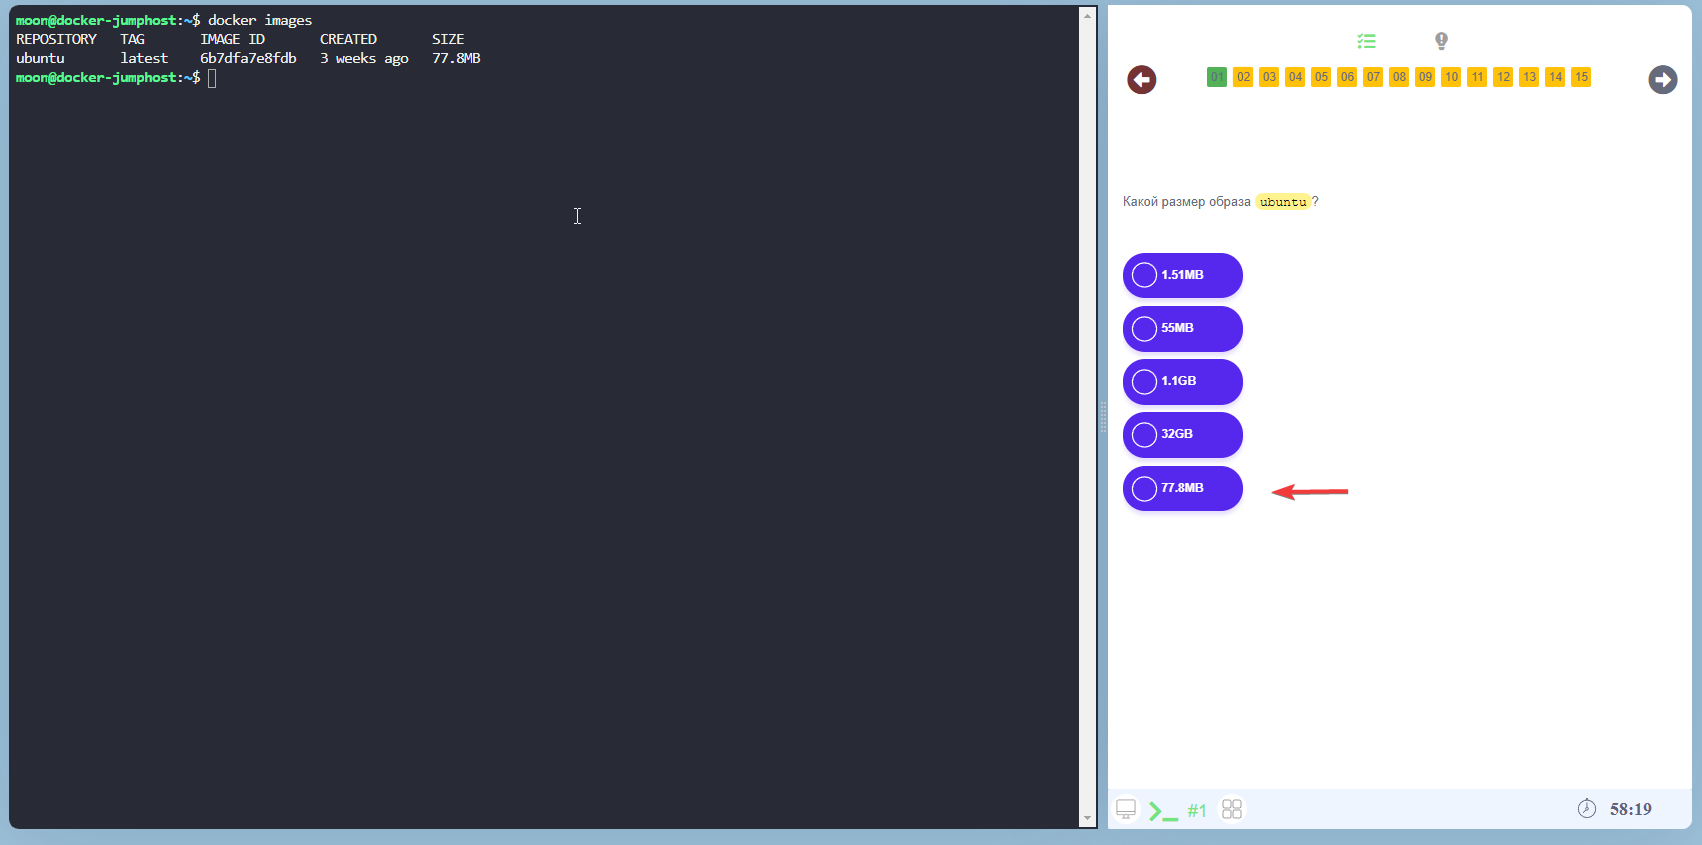 moon@docker-jumphost:~$ docker images
REPOSITORY TAG IMAGE ID CREATED SIZE
ubuntu latest 6b7dfa7e8fdb 3 weeks ago 77.8MB
moon@docker-jumphost:~$
01 02 03 04 05 06 07 08 09 10 11 12 13 14 15
Какой размер образа ubuntu?
1.51MB
55MB
1.1GB
32GB
77.8MB
#1
58:19